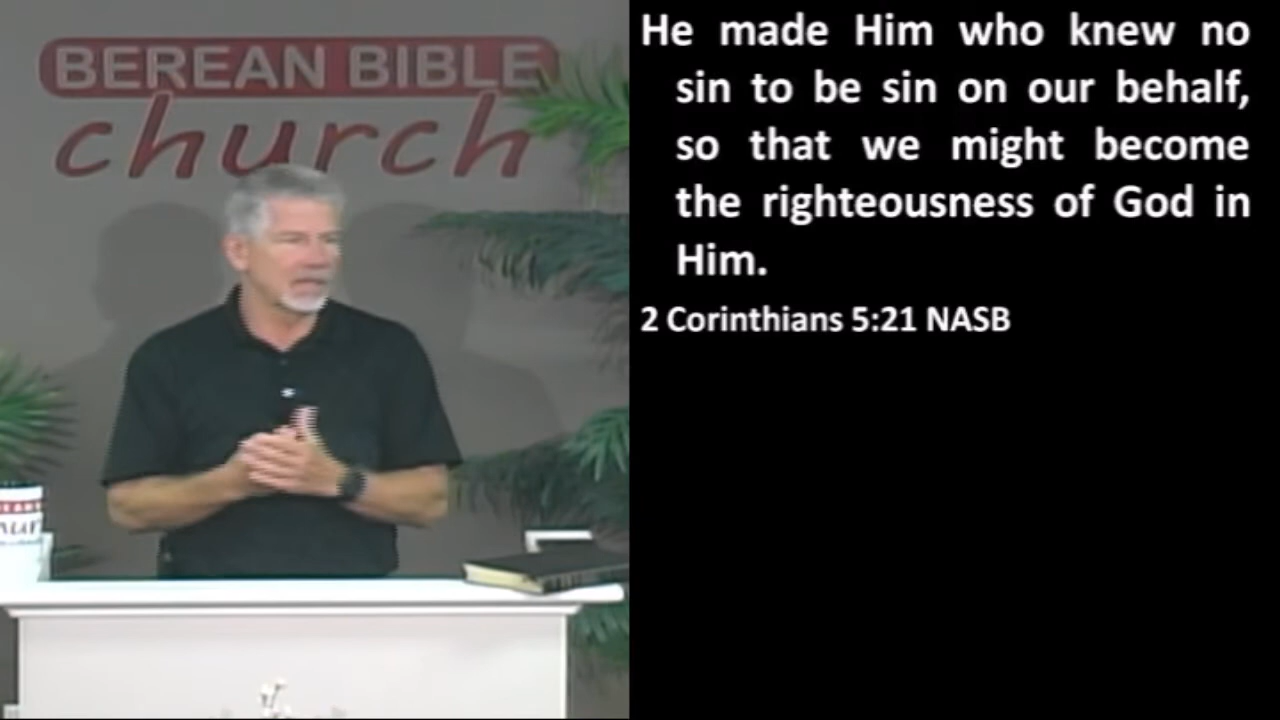 BEREAN BIBLE
church
He made Him who knew no
sin to be sin on our behalf,
so that we might become
the righteousness of God in
Him.
2 Corinthians 5:21 NASB